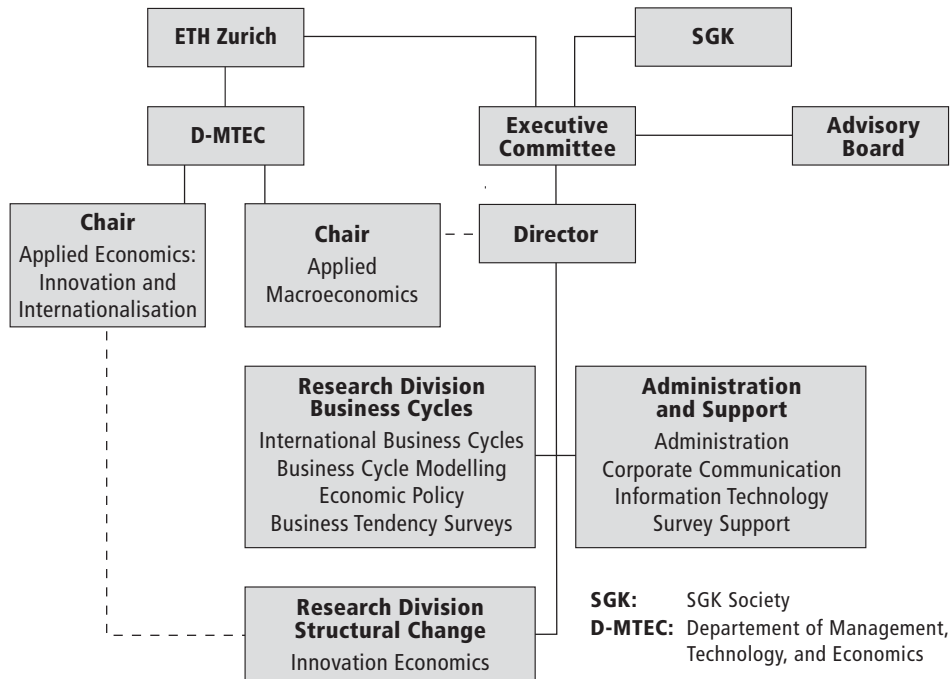 ETH Zurich
SGK
D-MTEC
Executive
Committee
Advisory
Board
Chair
Applied Economics:
Innovation and
Internationalisation
Chair
Applied
Macroeconomics
Director
Research Division
Business Cycles
International Business Cycles
Business Cycle Modelling
Economic Policy
Business Tendency Surveys
Administration
and Support
Administration
Corporate Communication
Information Technology
Survey Support
Research Division
Structural Change
Innovation Economics
SGK: SGK Society
D-MTEC: Departement of Management,
Technology, and Economics